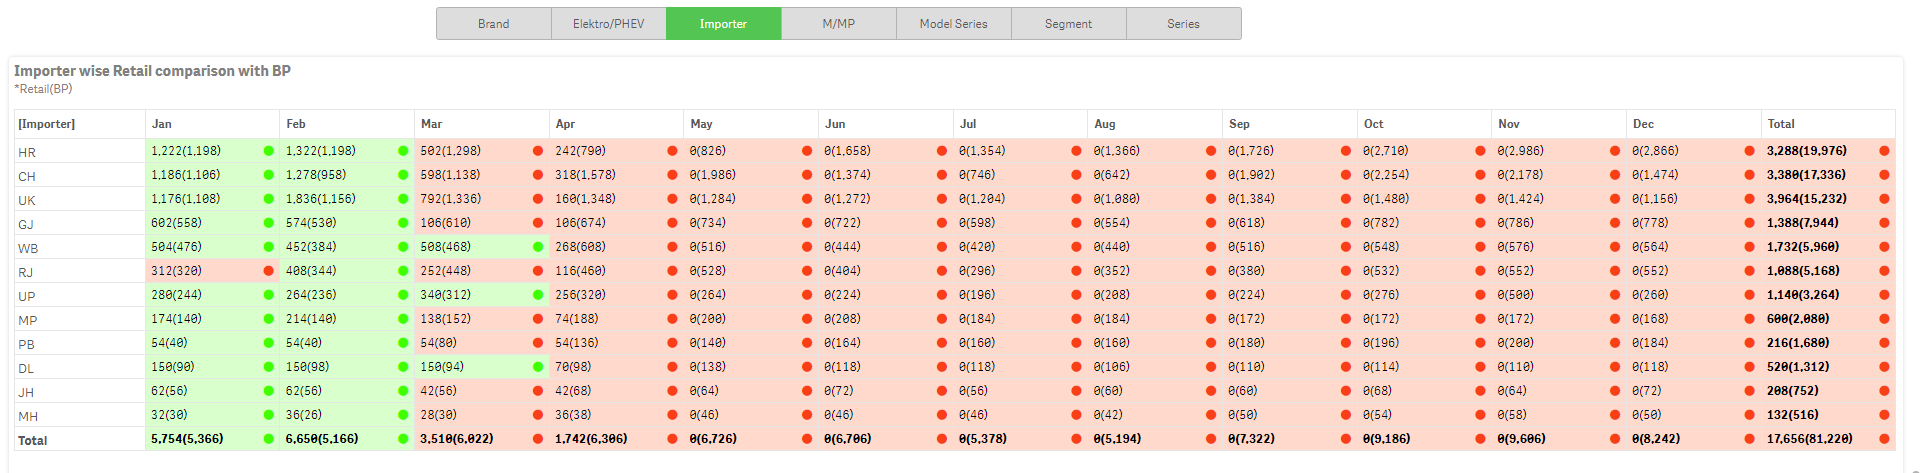 Brand Elektro/PHEV Importer M/MP Model Series Segment Series
Importer wise Retail comparison with BP
*Retail(BP)
[Importer] Jan Feb Mar Apr May Jun Jul Aug Sep Oct Nov Dec Total
HR 1,222(1,198) 1,322(1,198) 502(1,298) 242(790) 0(826) 0(1,658) 0(1,354) 0(1,366) 0(1,726) 0(2,710) 0(2,986) 0(2,866) 3,288(19,976)
CH 1,186(1,106) 1,278(958) 598(1,138) 318(1,578) 0(1,986) 0(1,374) 0(746) 0(642) 0(1,902) 0(2,254) 0(2,178) 0(1,474) 3,380(17,336)
UK 1,176(1,108) 1,836(1,156) 792(1,336) 160(1,348) 0(1,284) 0(1,272) 0(1,204) 0(1,080) 0(1,384) 0(1,480) 0(1,424) 0(1,156) 3,964(15,232)
GJ 602(558) 574(530) 106(610) 106(674) 0(734) 0(722) 0(598) 0(554) 0(618) 0(782) 0(786) 0(778) 1,388(7,944)
WB 504(476) 452(384) 508(468) 268(608) 0(516) 0(444) 0(420) 0(440) 0(516) 0(548) 0(576) 0(564) 1,732(5,960)
RJ 312(320) 408(344) 252(448) 116(460) 0(528) 0(404) 0(296) 0(352) 0(380) 0(532) 0(552) 0(552) 1,088(5,168)
UP 280(244) 264(236) 340(312) 256(320) 0(264) 0(224) 0(196) 0(208) 0(224) 0(276) 0(500) 0(260) 1,140(3,264)
MP 174(140) 214(140) 138(152) 74(188) 0(200) 0(208) 0(184) 0(184) 0(172) 0(172) 0(172) 0(168) 600(2,080)
PB 54(40) 54(40) 54(80) 54(136) 0(140) 0(164) 0(160) 0(160) 0(180) 0(196) 0(200) 0(184) 216(1,680)
DL 150(90) 150(98) 150(94) 70(98) 0(138) 0(118) 0(118) 0(106) 0(110) 0(114) 0(110) 0(118) 520(1,312)
JH 62(56) 62(56) 42(56) 42(68) 0(64) 0(72) 0(56) 0(60) 0(60) 0(68) 0(64) 0(72) 208(752)
MH 32(30) 36(26) 28(30) 36(38) 0(46) 0(46) 0(46) 0(42) 0(50) 0(54) 0(58) 0(50) 132(516)
Total 5,754(5,366) 6,650(5,166) 3,510(6,022) 1,742(6,306) 0(6,726) 0(6,706) 0(5,378) 0(5,194) 0(7,322) 0(9,186) 0(9,606) 0(8,242) 17,656(81,220)